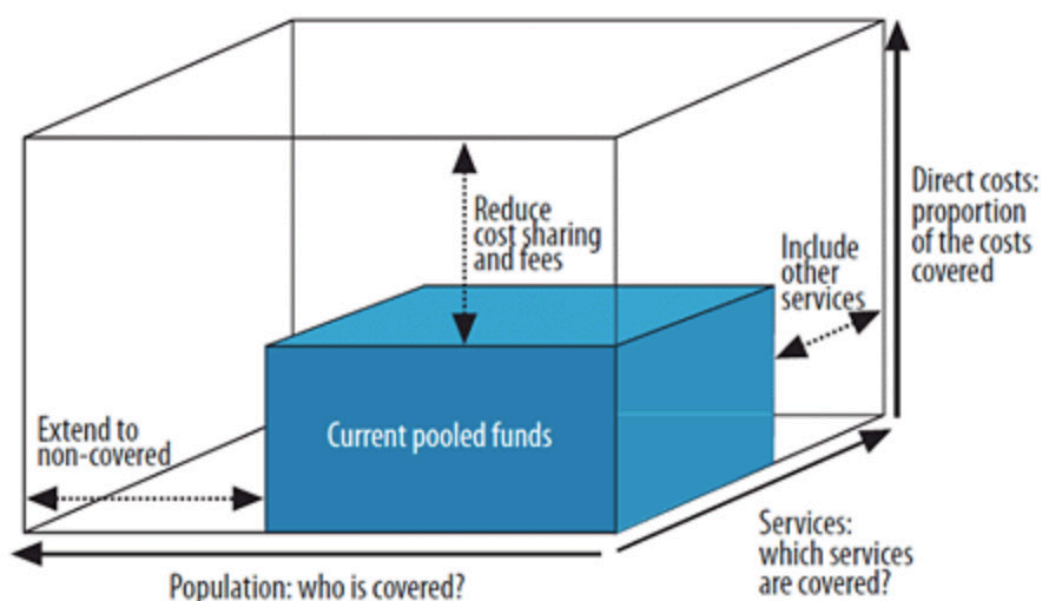 Direct costs:
proportion
of the costs
covered
Reduce
cost sharing
and fees
Include
other
services
Extend to
non-covered
Current pooled funds
Services:
which services
are covered?
Population: who is covered?